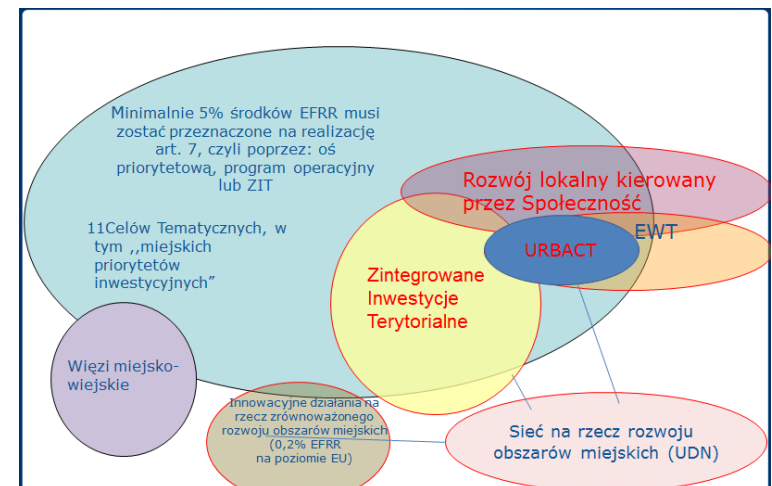 Minimalnie 5% środków EFRR musi
zostać przeznaczone na realizację
art. 7, czyli poprzez: oś
priorytetową, program operacyjny
lub ZIT
11Celów Tematycznych, w
tym ,,miejskich
priorytetów
inwestycyjnych”
Rozwój lokalny kierowany
przez Społeczność
EWT
URBACT
Zintegrowane
Inwestycje
Terytorialne
Więzi miejsko-
wiejskie
Innowacyjne działania na
rzecz zrównoważonego
rozwoju obszarów miejskich
(0,2% EFRR
na poziomie EU)
Sieć na rzecz rozwoju
obszarów miejskich (UDN)